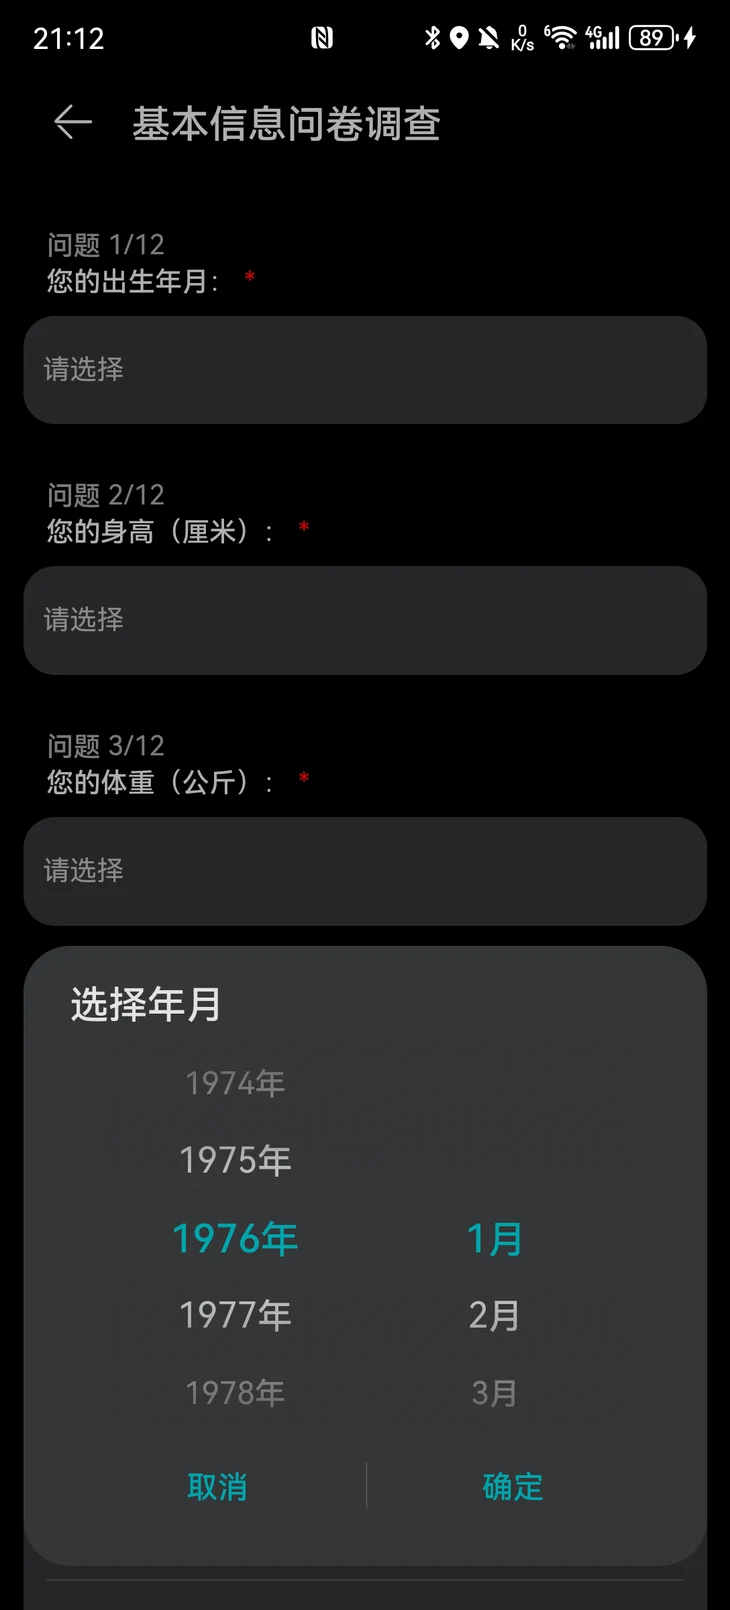 21:12
0 K/s 6 4G 89
基本信息问卷调查
问题 1/12
您的出生年月: *
请选择
问题 2/12
您的身高（厘米）: *
请选择
问题 3/12
您的体重（公斤）: *
请选择
选择年月
1974年
1975年
1976年 1月
1977年 2月
1978年 3月
取消 确定